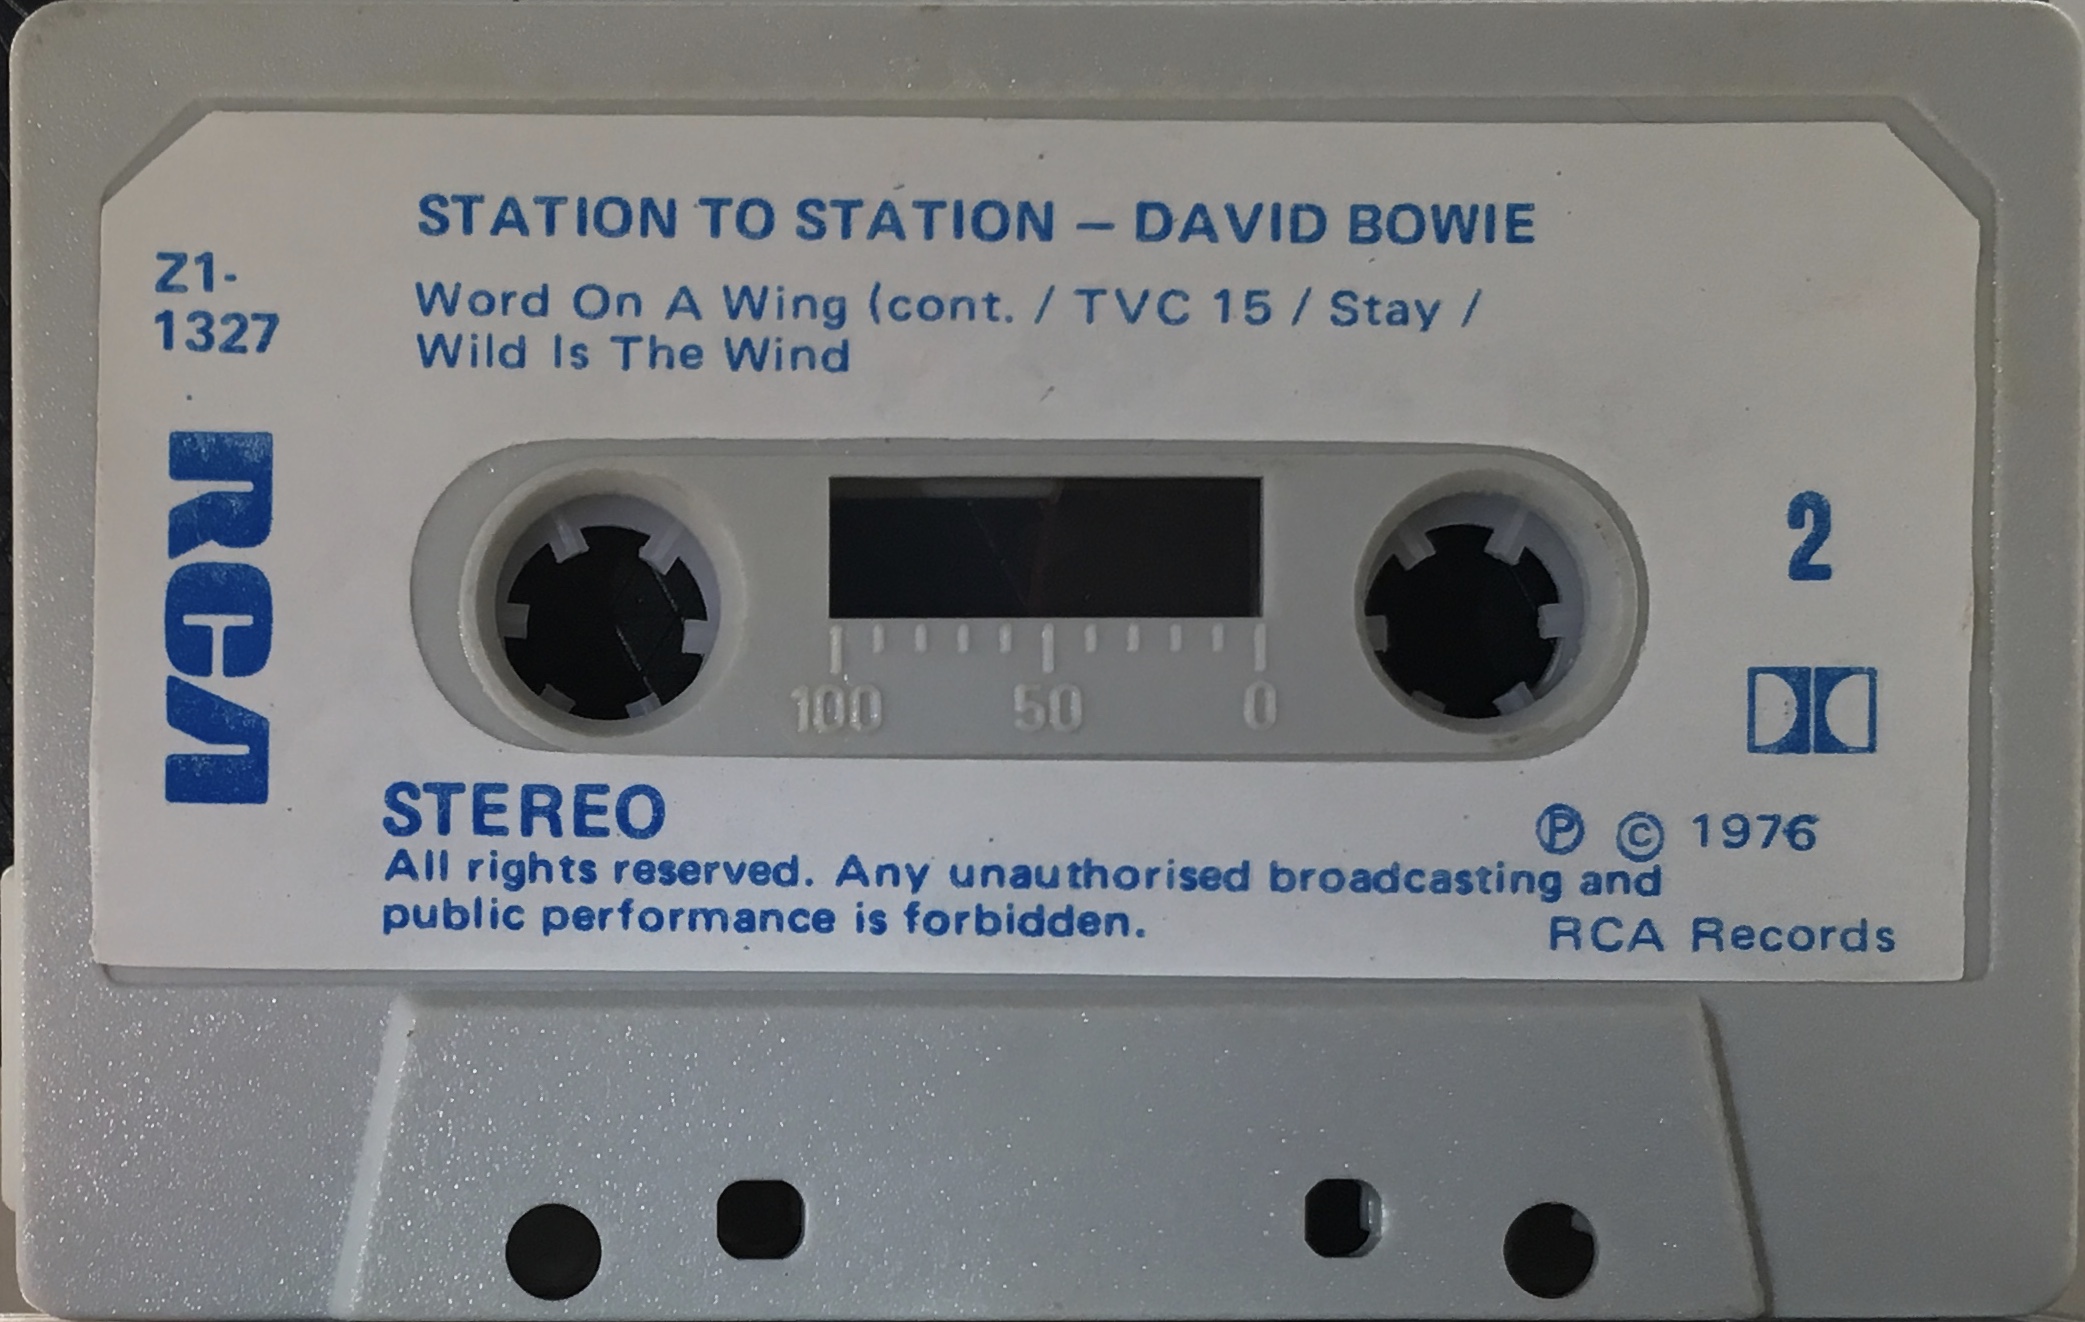 STATION TO STATION – DAVID BOWIE
Z1-
1327
Word On A Wing (cont. / TVC 15 / Stay /
Wild Is The Wind
RCA
2
100 50 0
STEREO
Ⓟ © 1976
All rights reserved. Any unauthorised broadcasting and
public performance is forbidden.
RCA Records